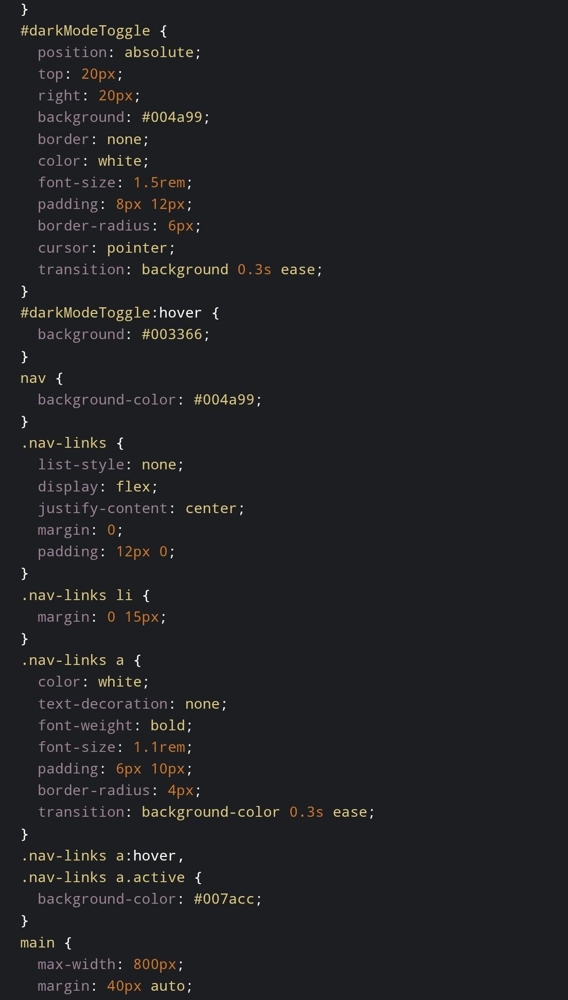 }
#darkModeToggle {
  position: absolute;
  top: 20px;
  right: 20px;
  background: #004a99;
  border: none;
  color: white;
  font-size: 1.5rem;
  padding: 8px 12px;
  border-radius: 6px;
  cursor: pointer;
  transition: background 0.3s ease;
}
#darkModeToggle:hover {
  background: #003366;
}
nav {
  background-color: #004a99;
}
.nav-links {
  list-style: none;
  display: flex;
  justify-content: center;
  margin: 0;
  padding: 12px 0;
}
.nav-links li {
  margin: 0 15px;
}
.nav-links a {
  color: white;
  text-decoration: none;
  font-weight: bold;
  font-size: 1.1rem;
  padding: 6px 10px;
  border-radius: 4px;
  transition: background-color 0.3s ease;
}
.nav-links a:hover,
.nav-links a.active {
  background-color: #007acc;
}
main {
  max-width: 800px;
  margin: 40px auto;